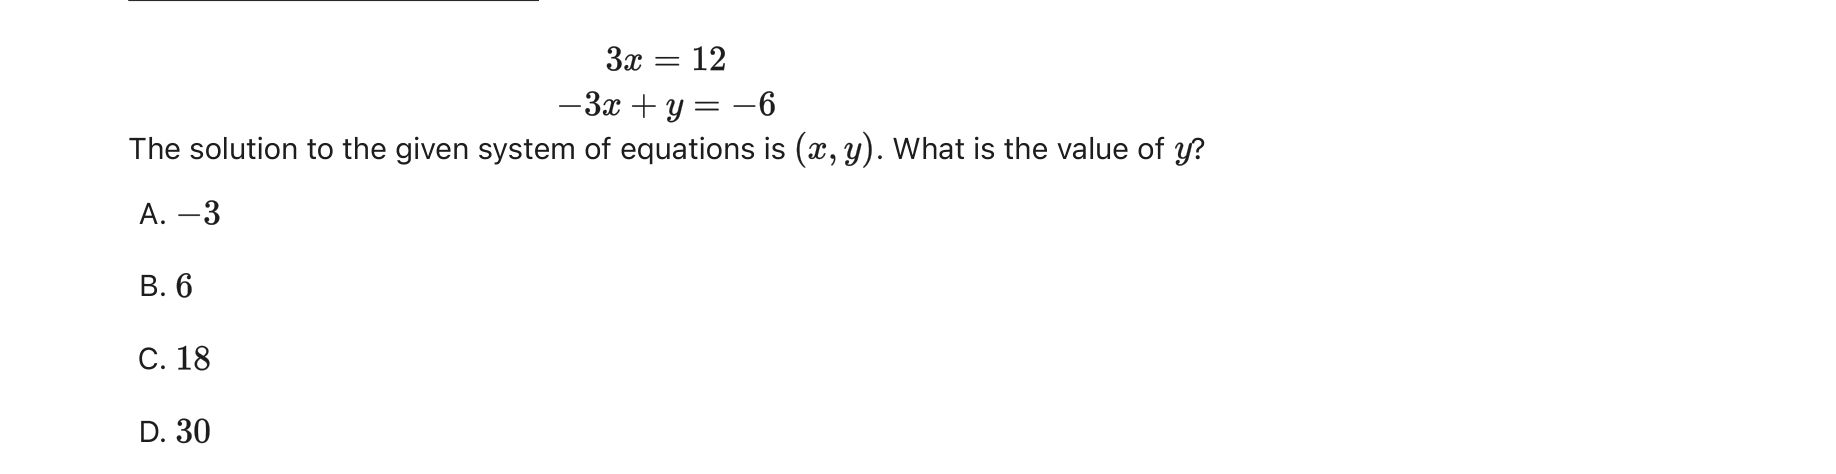 3x = 12
−3x + y = −6
The solution to the given system of equations is (x, y). What is the value of y?
A. −3
B. 6
C. 18
D. 30